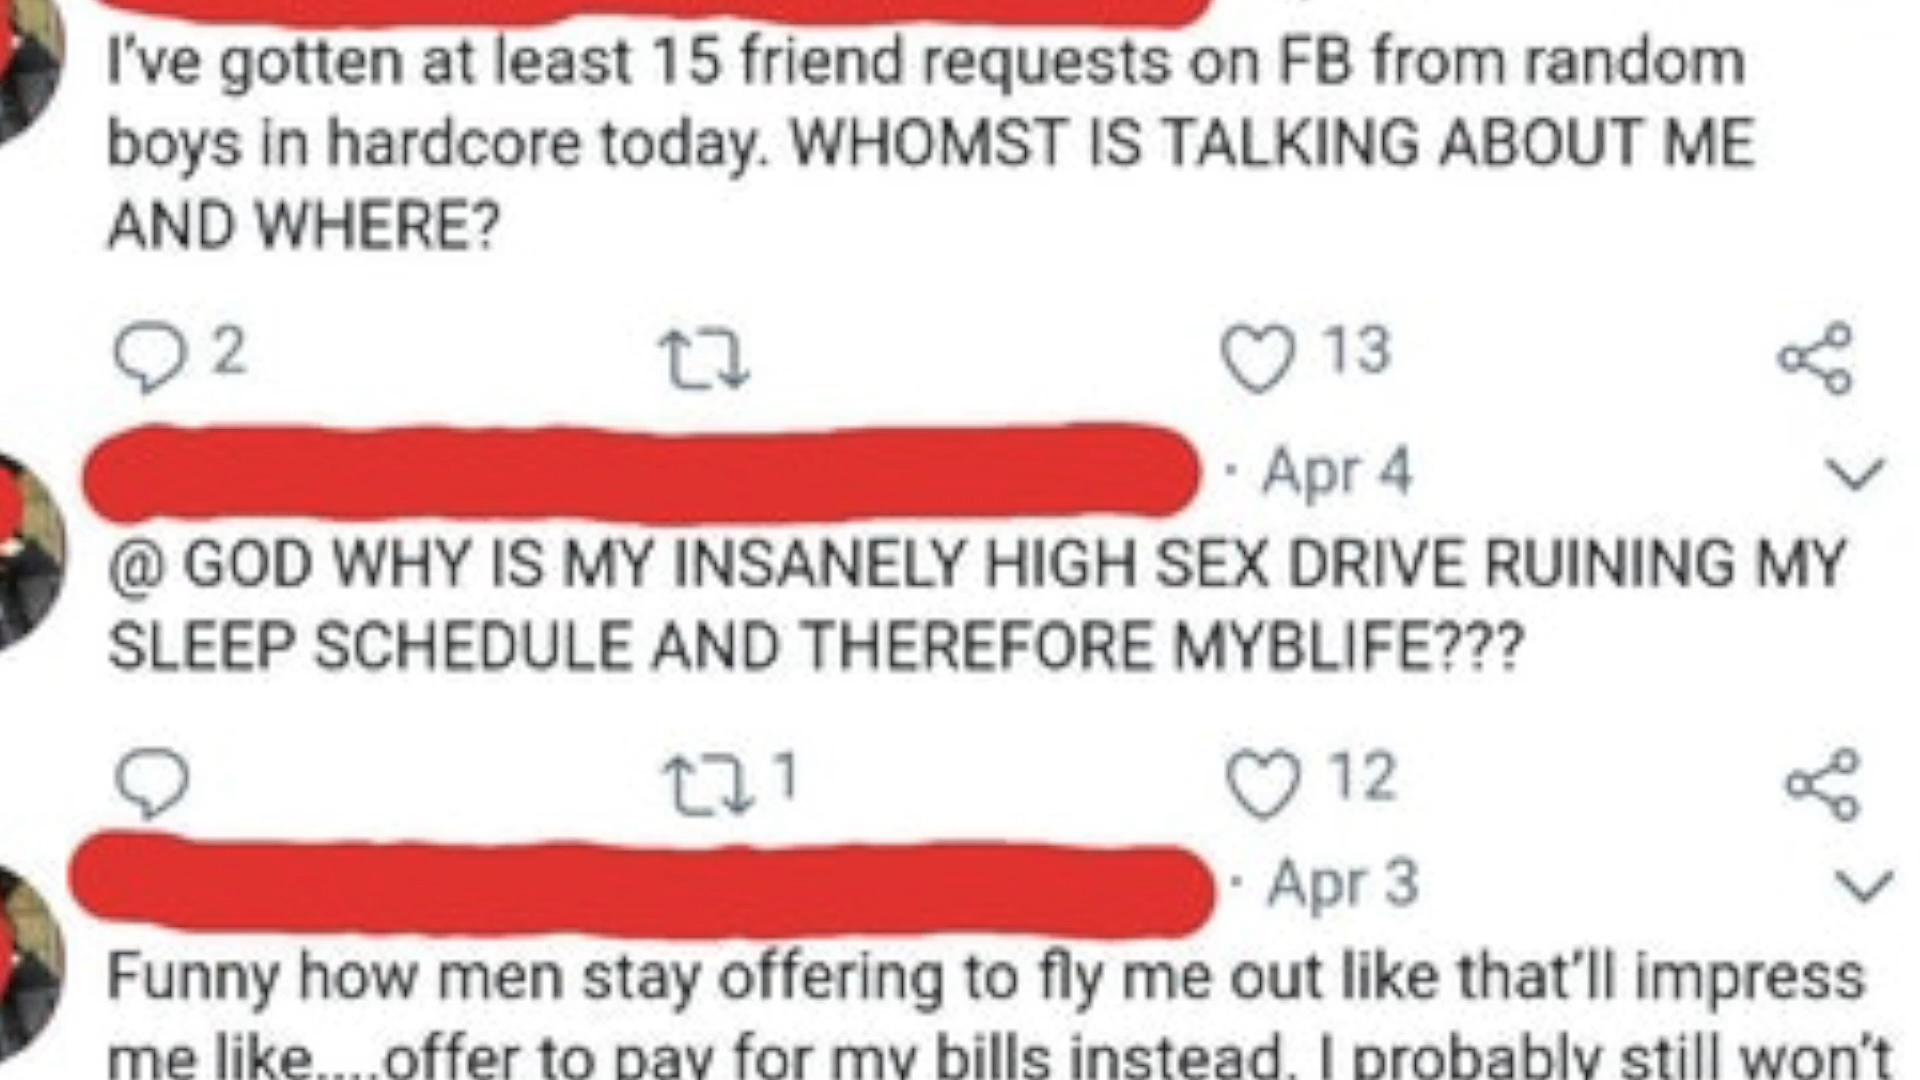 I've gotten at least 15 friend requests on FB from random
boys in hardcore today. WHOMST IS TALKING ABOUT ME
AND WHERE?
2 13
· Apr 4
@ GOD WHY IS MY INSANELY HIGH SEX DRIVE RUINING MY
SLEEP SCHEDULE AND THEREFORE MYBLIFE???
1 12
· Apr 3
Funny how men stay offering to fly me out like that'll impress
me like....offer to pay for my bills instead. I probably still won't